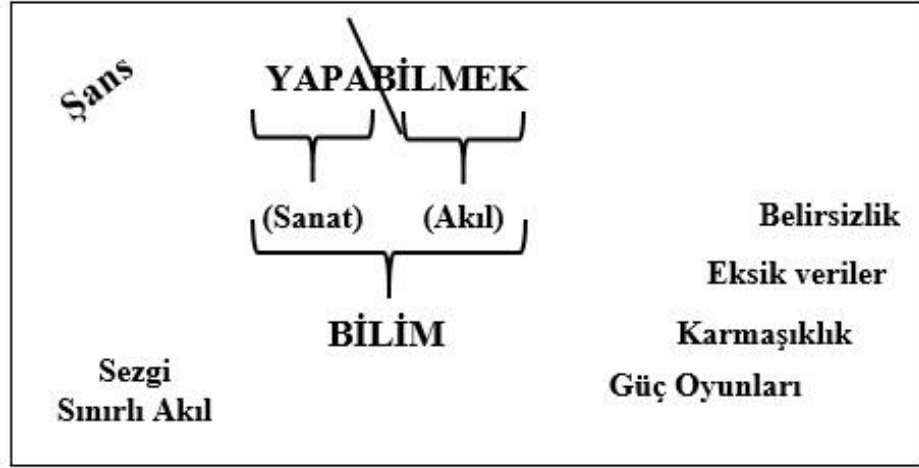 Şans
YAPABİLMEK
(Sanat) (Akıl)
BİLİM
Belirsizlik
Eksik veriler
Karmaşıklık
Güç Oyunları
Sezgi
Sınırlı Akıl